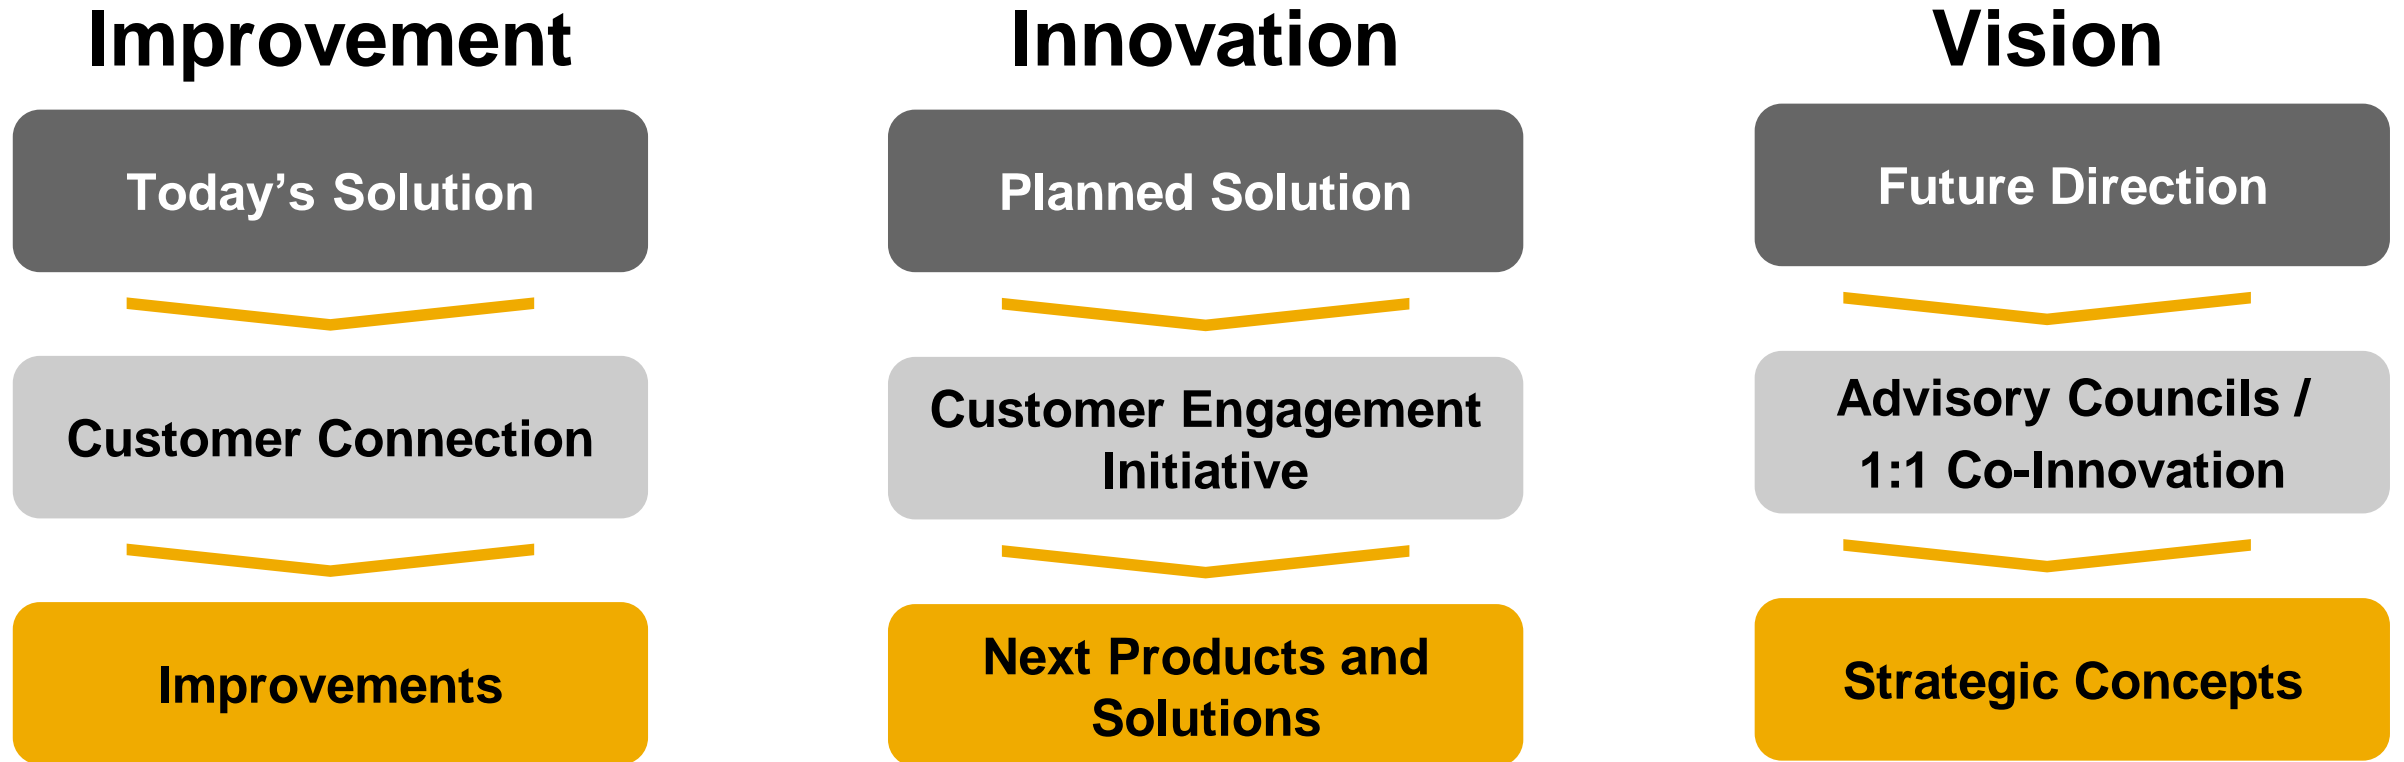 Improvement
Innovation
Vision
Today’s Solution
Planned Solution
Future Direction
Customer Connection
Customer Engagement
Initiative
Advisory Councils /
1:1 Co-Innovation
Improvements
Next Products and
Solutions
Strategic Concepts